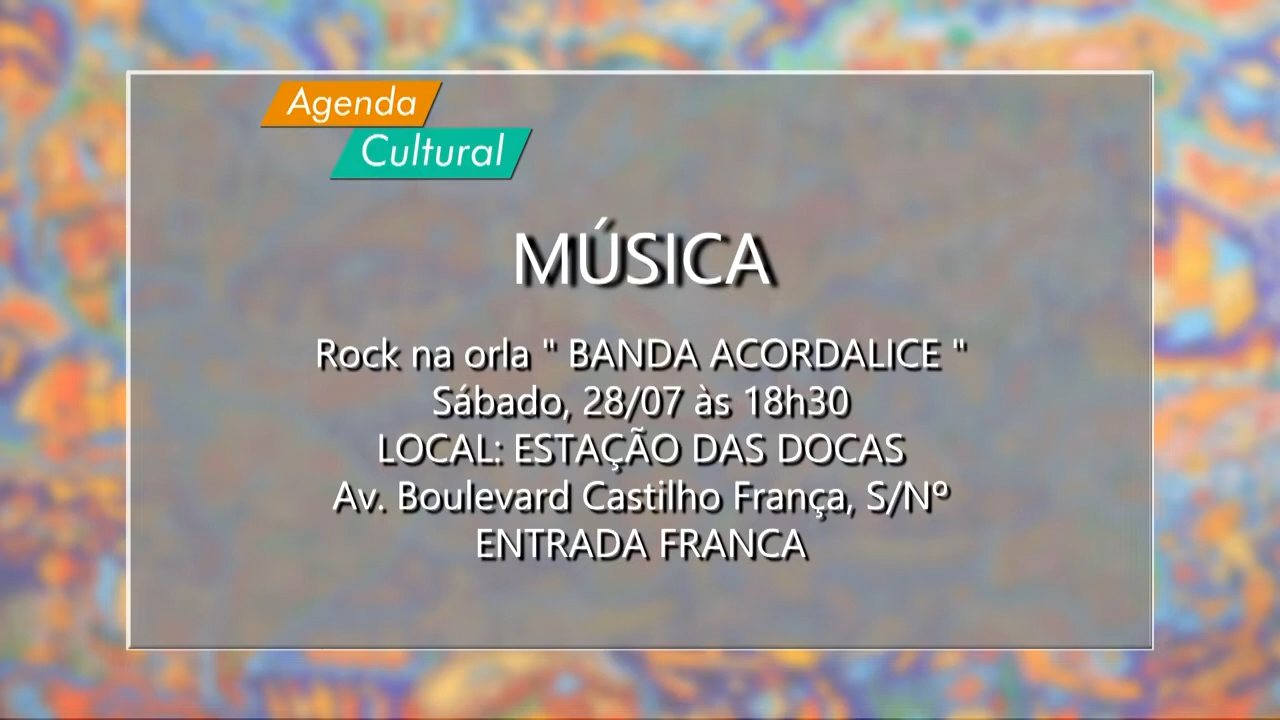 Agenda
Cultural
MÚSICA
Rock na orla " BANDA ACORDALICE "
Sábado, 28/07 às 18h30
LOCAL: ESTAÇÃO DAS DOCAS
Av. Boulevard Castilho França, S/Nº
ENTRADA FRANCA